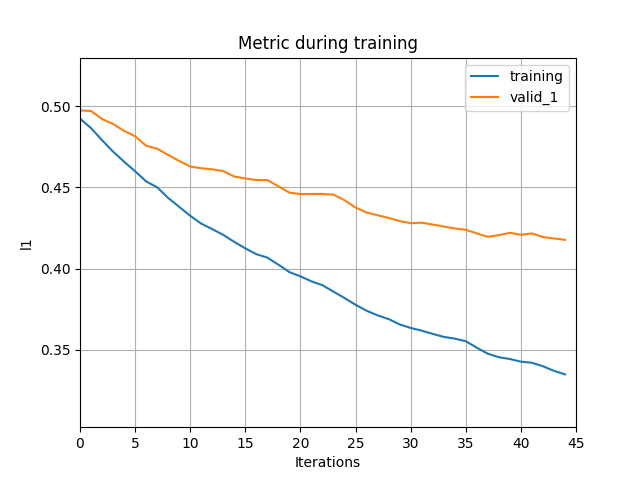 Metric during training
training
valid_1
0.50
0.45
0.40
0.35
l1
0 5 10 15 20 25 30 35 40 45
Iterations